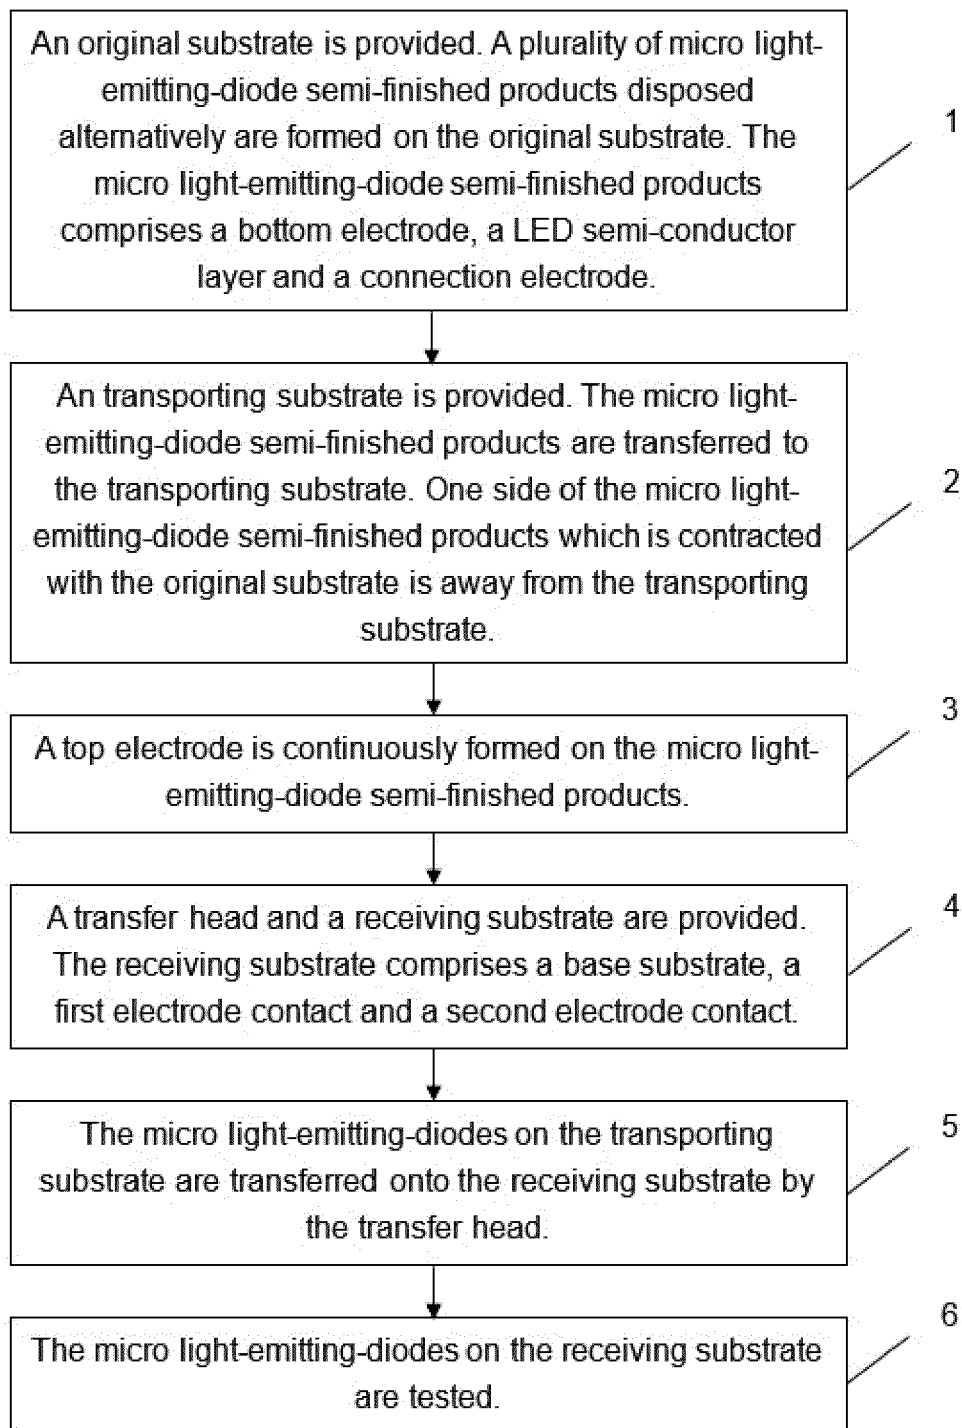 An original substrate is provided. A plurality of micro light-
emitting-diode semi-finished products disposed
alternatively are formed on the original substrate. The
micro light-emitting-diode semi-finished products
comprises a bottom electrode, a LED semi-conductor
layer and a connection electrode.
1
An transporting substrate is provided. The micro light-
emitting-diode semi-finished products are transferred to
the transporting substrate. One side of the micro light-
emitting-diode semi-finished products which is contracted
with the original substrate is away from the transporting
substrate.
2
A top electrode is continuously formed on the micro light-
emitting-diode semi-finished products.
3
A transfer head and a receiving substrate are provided.
The receiving substrate comprises a base substrate, a
first electrode contact and a second electrode contact.
4
The micro light-emitting-diodes on the transporting
substrate are transferred onto the receiving substrate by
the transfer head.
5
The micro light-emitting-diodes on the receiving substrate
are tested.
6